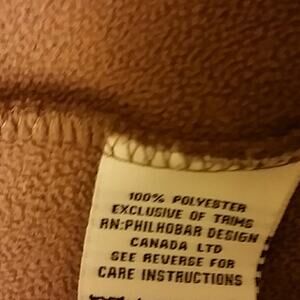 100% POLYESTER
EXCLUSIVE OF TRIMS
RN:PHILHOBAR DESIGN
CANADA LTD
SEE REVERSE FOR
CARE INSTRUCTIONS